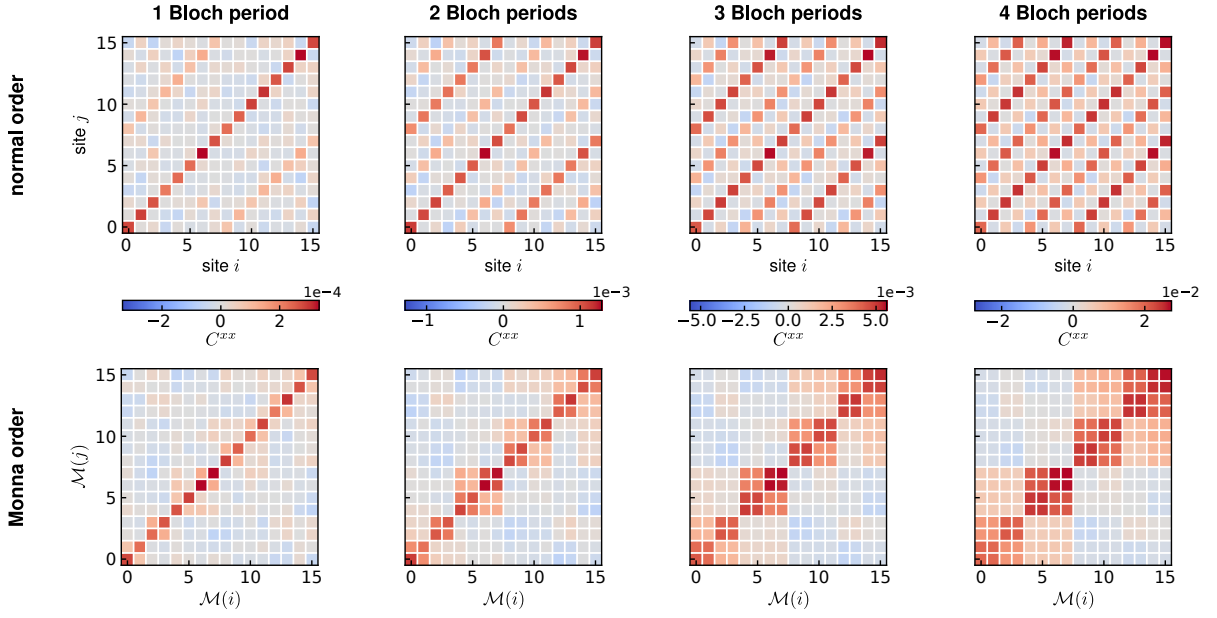 1 Bloch period
2 Bloch periods
3 Bloch periods
4 Bloch periods
normal order
site j
15
10
5
0
0 5 10 15
0 5 10 15
0 5 10 15
0 5 10 15
site i
site i
site i
site i
1e−4
1e−3
1e−3
1e−2
−2 0 2
−1 0 1
−5.0 −2.5 0.0 2.5 5.0
−2 0 2
C^{xx}
C^{xx}
C^{xx}
C^{xx}
Monna order
ℳ(j)
15
10
5
0
0 5 10 15
0 5 10 15
0 5 10 15
0 5 10 15
ℳ(i)
ℳ(i)
ℳ(i)
ℳ(i)